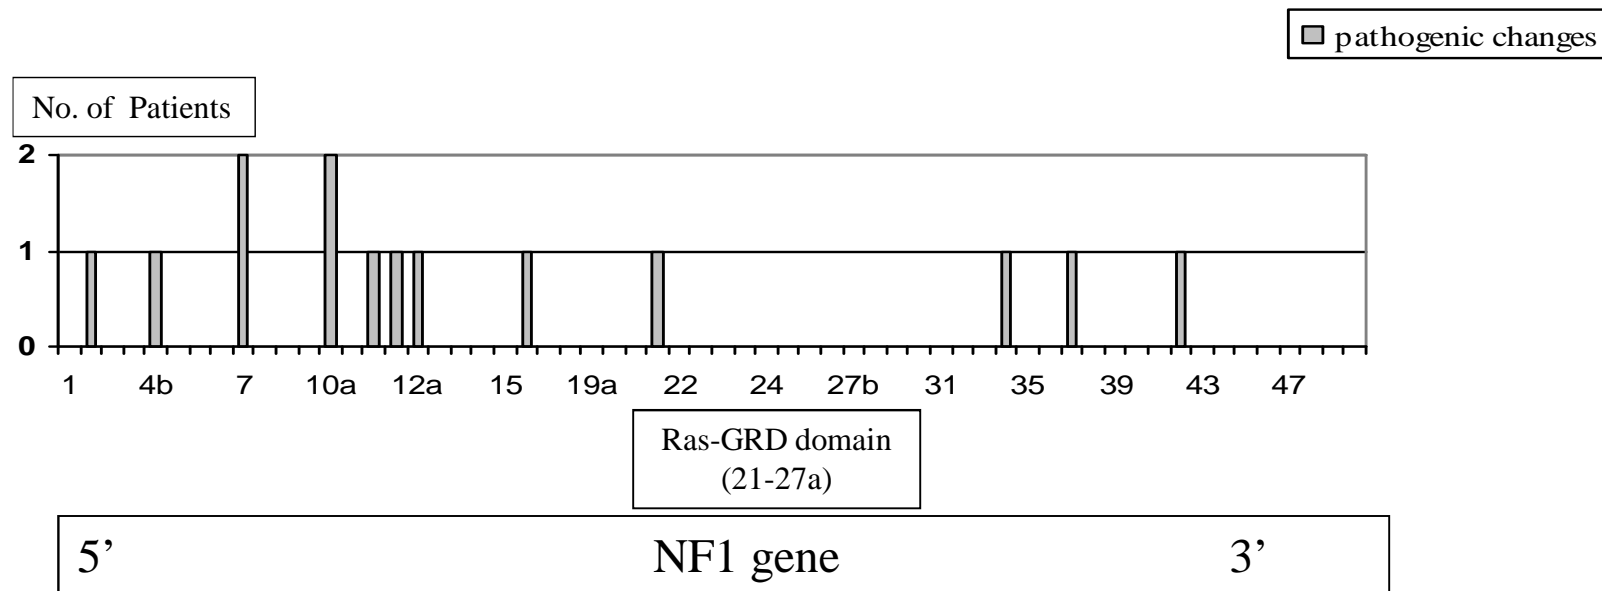 pathogenic changes
No. of Patients
2
1
0
1 4b 7 10a 12a 15 19a 22 24 27b 31 35 39 43 47
Ras-GRD domain
(21-27a)
5’ NF1 gene 3’